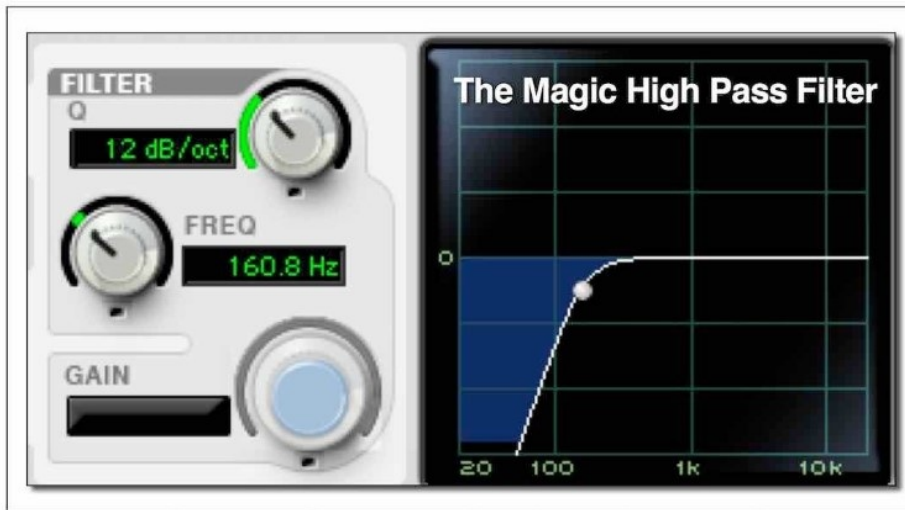 FILTER
Q
12 dB/oct
FREQ
160.8 Hz
GAIN
The Magic High Pass Filter
0
20 100 1k 10k